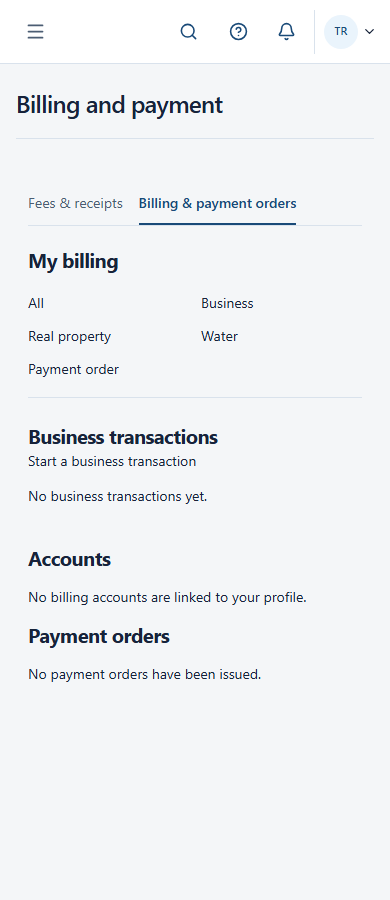 TR
Billing and payment
Fees & receipts
Billing & payment orders
My billing
All
Business
Real property
Water
Payment order
Business transactions
Start a business transaction
No business transactions yet.
Accounts
No billing accounts are linked to your profile.
Payment orders
No payment orders have been issued.